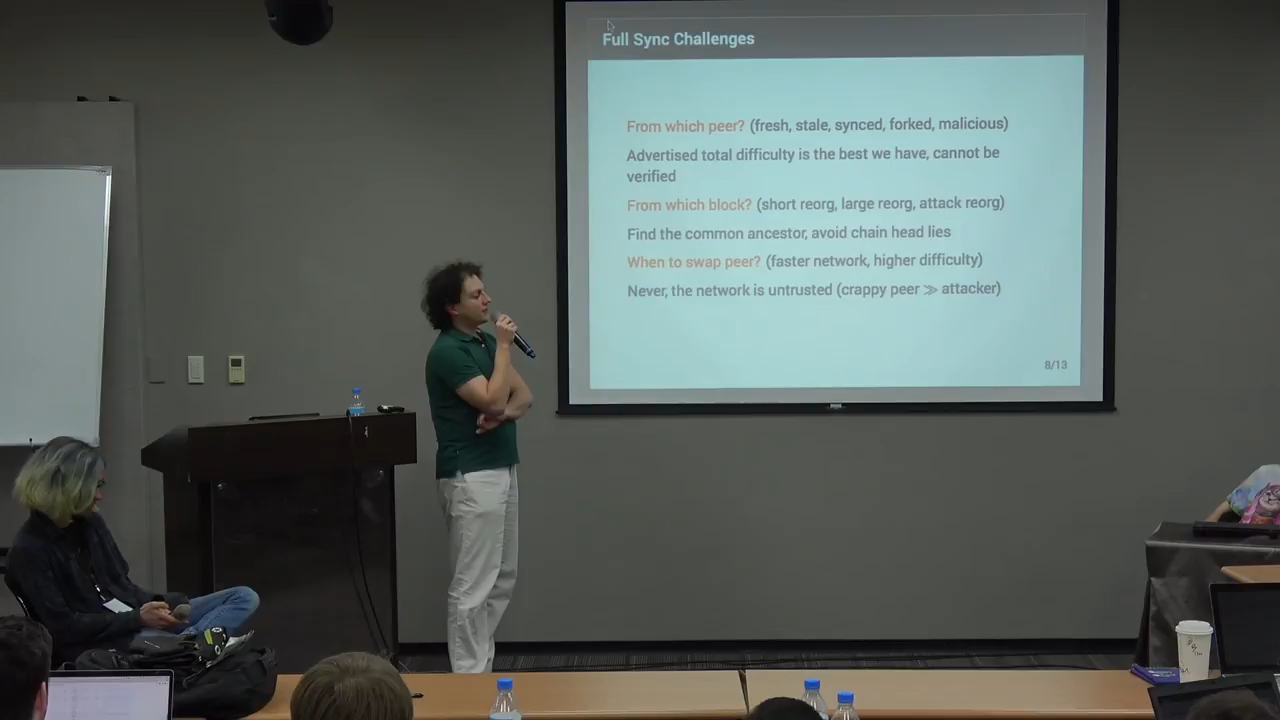 Full Sync Challenges
From which peer? (fresh, stale, synced, forked, malicious)
Advertised total difficulty is the best we have, cannot be
verified
From which block? (short reorg, large reorg, attack reorg)
Find the common ancestor, avoid chain head lies
When to swap peer? (faster network, higher difficulty)
Never, the network is untrusted (crappy peer ≫ attacker)
8/13